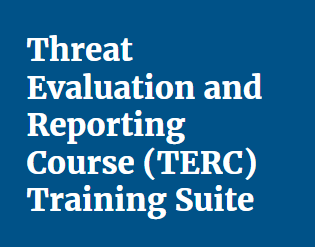 Threat
Evaluation and
Reporting
Course (TERC)
Training Suite